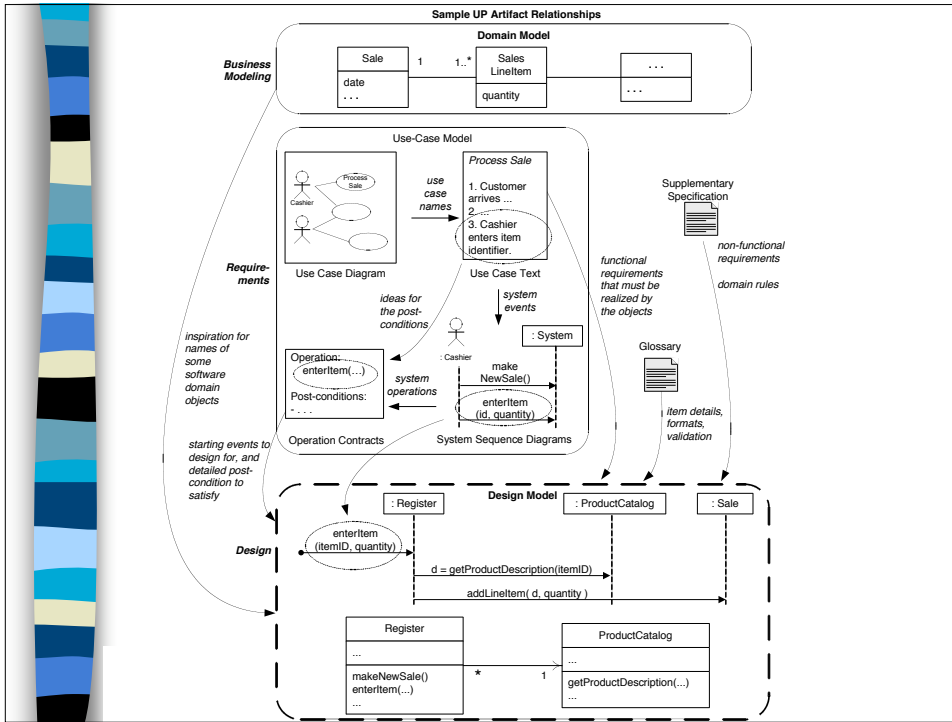 Sample UP Artifact Relationships
Domain Model
Business
Modeling
Sale
date
. . .
1
1..*
Sales
LineItem
quantity
. . .
. . .
Use-Case Model
Process
Sale
Cashier
Use Case Diagram
use
case
names
Process Sale
1. Customer
arrives ...
2. ...
3. Cashier
enters item
identifier.
Use Case Text
Supplementary
Specification
non-functional
requirements
domain rules
functional
requirements
that must be
realized by
the objects
Require-
ments
ideas for
the post-
conditions
system
events
: Cashier
: System
make
NewSale()
enterItem
(id, quantity)
System Sequence Diagrams
system
operations
Operation:
enterItem(…)
Post-conditions:
- . . .
Operation Contracts
Glossary
item details,
formats,
validation
inspiration for
names of
some
software
domain
objects
starting events to
design for, and
detailed post-
condition to
satisfy
Design Model
Design
: Register
: ProductCatalog
: Sale
enterItem
(itemID, quantity)
d = getProductDescription(itemID)
addLineItem( d, quantity )
Register
...
makeNewSale()
enterItem(...)
...
*
1
ProductCatalog
...
getProductDescription(...)
...